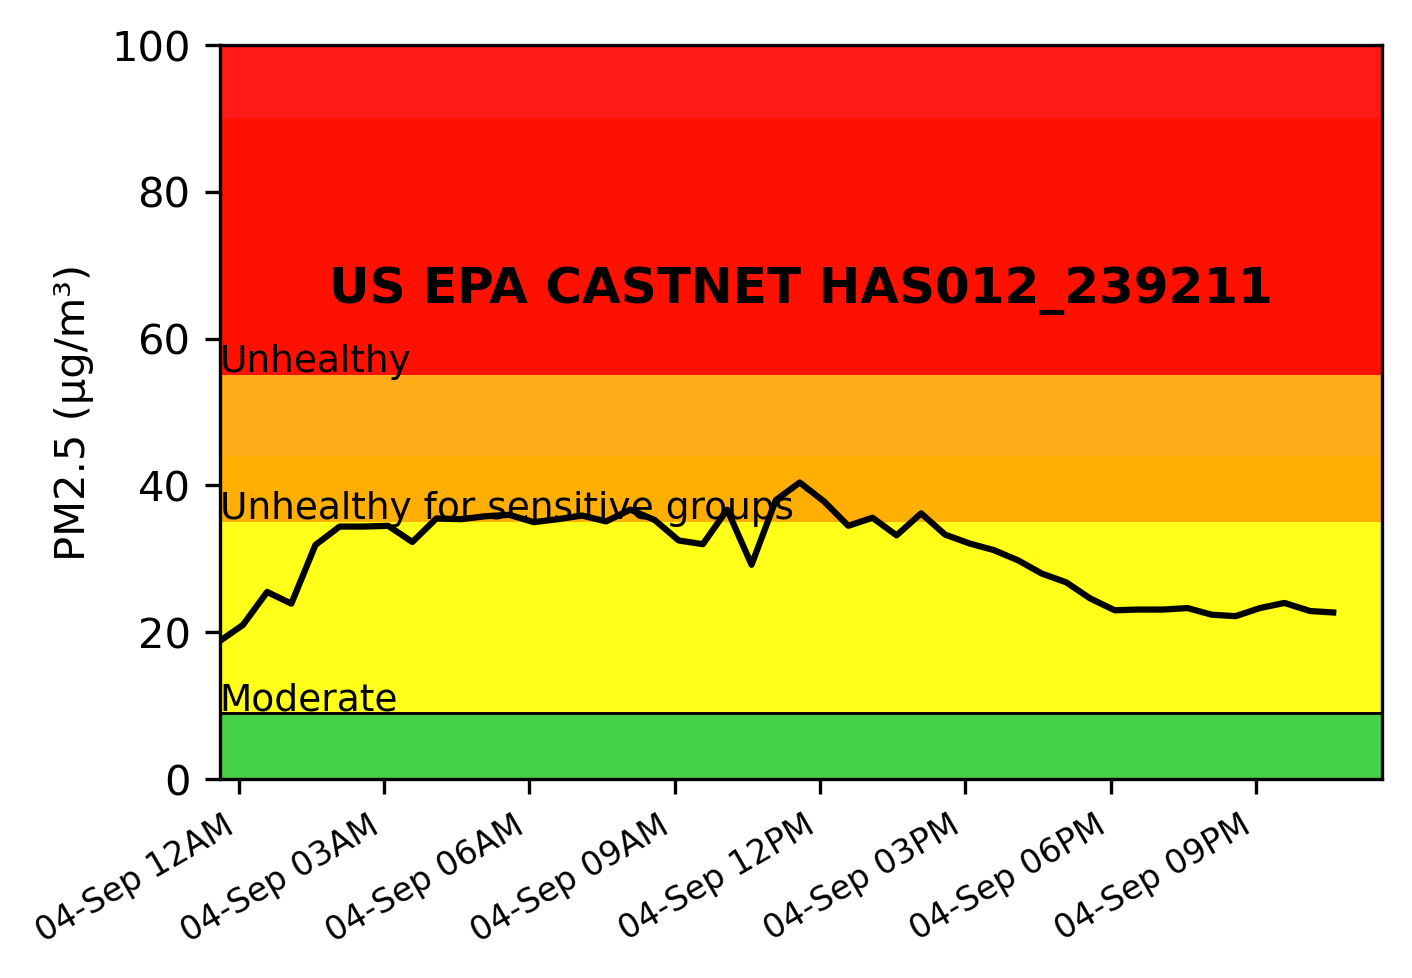 100
80
60
40
20
0
PM2.5 (µg/m³)
US EPA CASTNET HAS012_239211
Unhealthy
Unhealthy for sensitive groups
Moderate
04-Sep 12AM
04-Sep 03AM
04-Sep 06AM
04-Sep 09AM
04-Sep 12PM
04-Sep 03PM
04-Sep 06PM
04-Sep 09PM